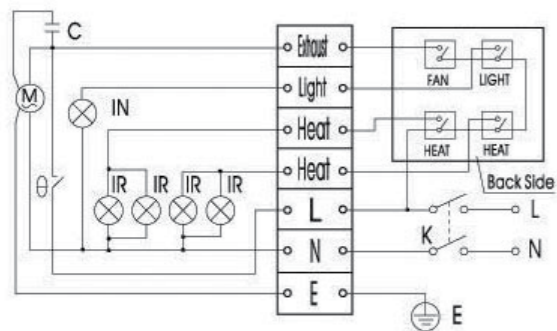 C
M
IN
IR IR IR IR
θ
Exhaust
Light
Heat
Heat
L
N
E
FAN LIGHT
HEAT HEAT
Back Side
L
K
N
E